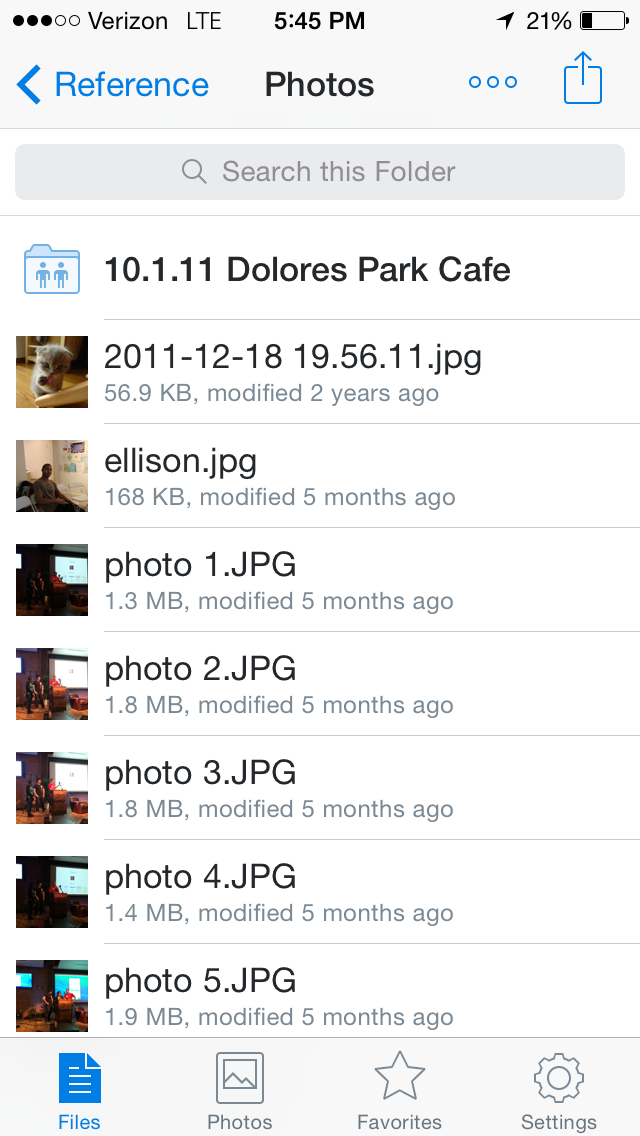 Verizon LTE 5:45 PM 21%
Reference Photos
Search this Folder
10.1.11 Dolores Park Cafe
2011-12-18 19.56.11.jpg
56.9 KB, modified 2 years ago
ellison.jpg
168 KB, modified 5 months ago
photo 1.JPG
1.3 MB, modified 5 months ago
photo 2.JPG
1.8 MB, modified 5 months ago
photo 3.JPG
1.8 MB, modified 5 months ago
photo 4.JPG
1.4 MB, modified 5 months ago
photo 5.JPG
1.9 MB, modified 5 months ago
Files Photos Favorites Settings